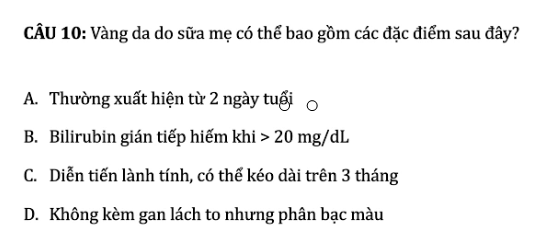 CÂU 10: Vàng da do sữa mẹ có thể bao gồm các đặc điểm sau đây?
A. Thường xuất hiện từ 2 ngày tuổi
B. Bilirubin gián tiếp hiếm khi > 20 mg/dL
C. Diễn tiến lành tính, có thể kéo dài trên 3 tháng
D. Không kèm gan lách to nhưng phân bạc màu